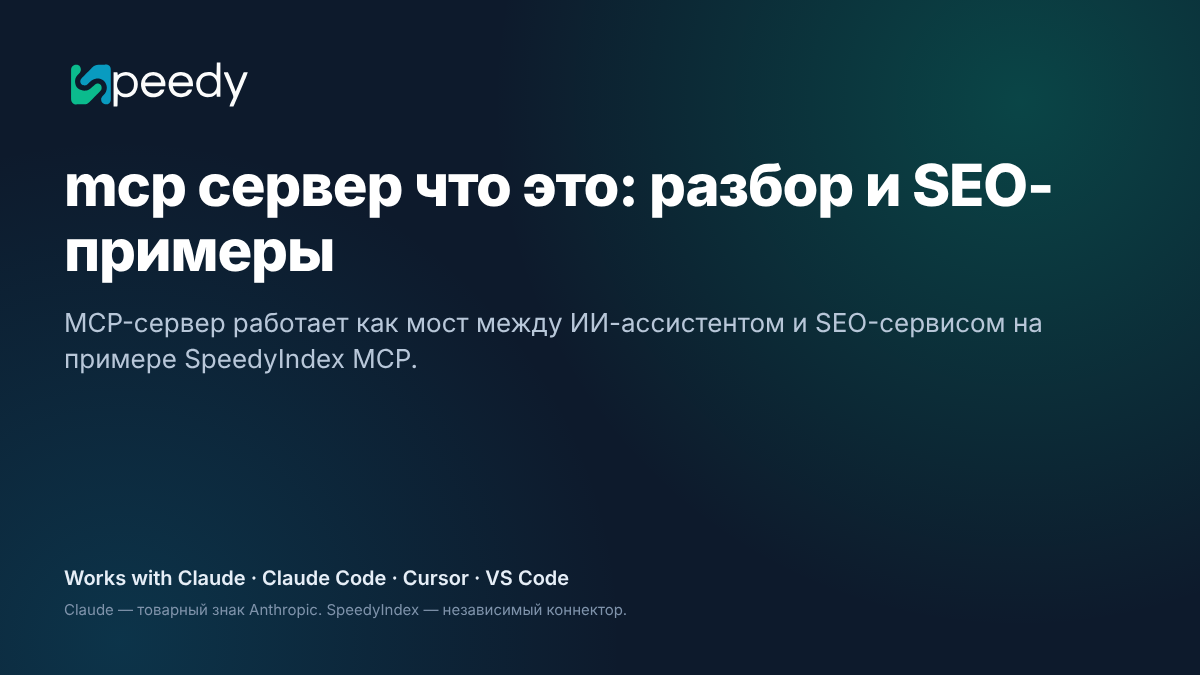 Speedy
mcp сервер что это: разбор и SEO-
примеры
MCP-сервер работает как мост между ИИ-ассистентом и SEO-сервисом на
примере SpeedyIndex MCP.
Works with Claude · Claude Code · Cursor · VS Code
Claude — товарный знак Anthropic. SpeedyIndex — независимый коннектор.